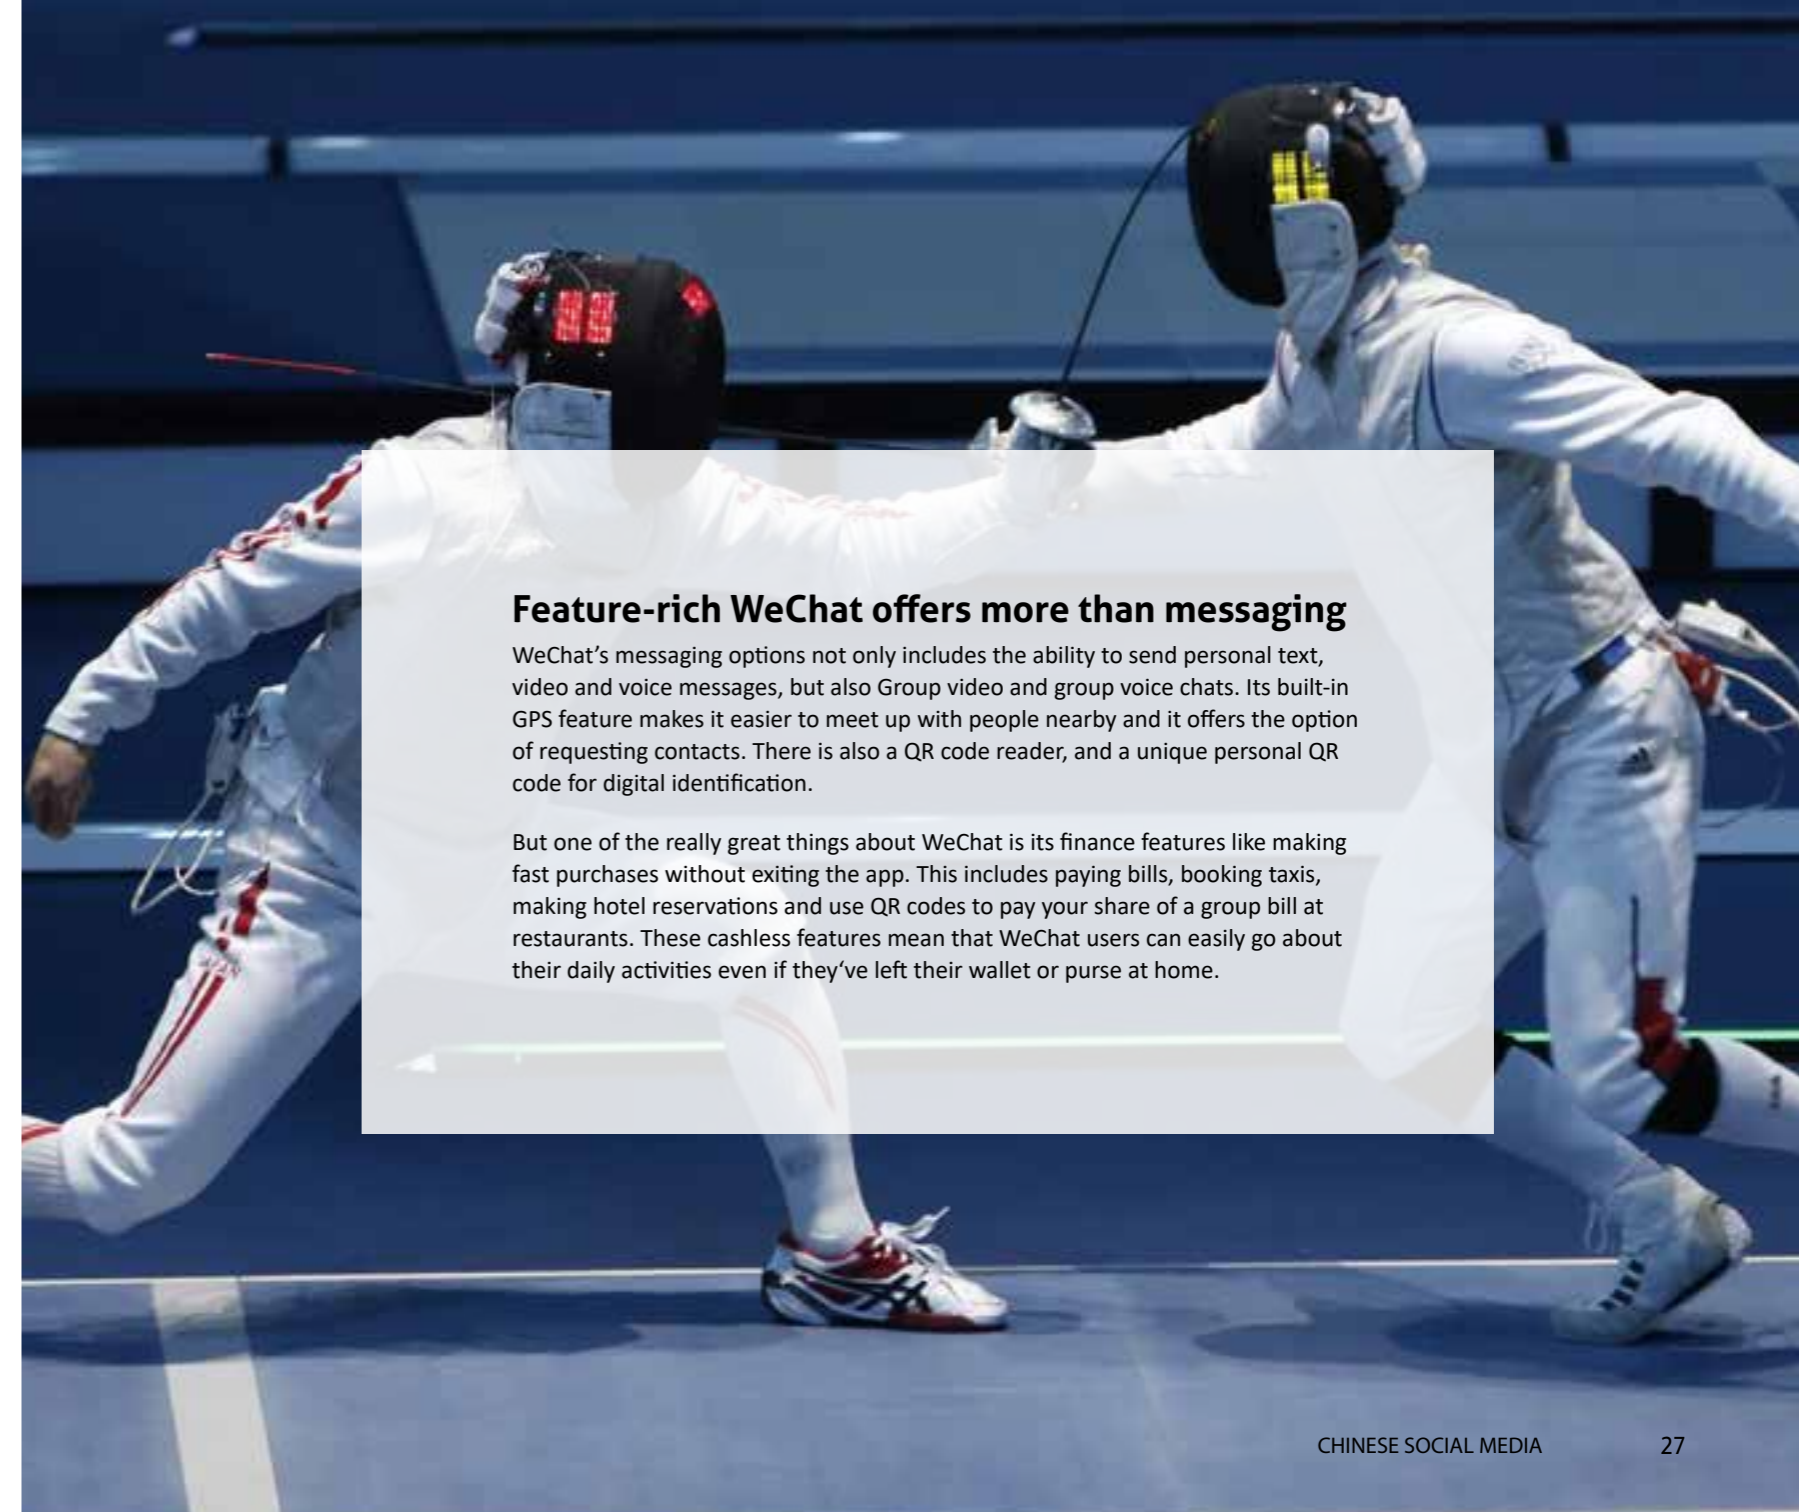 Feature-rich WeChat offers more than messaging
WeChat’s messaging options not only includes the ability to send personal text,
video and voice messages, but also Group video and group voice chats. Its built-in
GPS feature makes it easier to meet up with people nearby and it offers the option
of requesting contacts. There is also a QR code reader, and a unique personal QR
code for digital identification.
But one of the really great things about WeChat is its finance features like making
fast purchases without exiting the app. This includes paying bills, booking taxis,
making hotel reservations and use QR codes to pay your share of a group bill at
restaurants. These cashless features mean that WeChat users can easily go about
their daily activities even if they‘ve left their wallet or purse at home.
CHINESE SOCIAL MEDIA 27